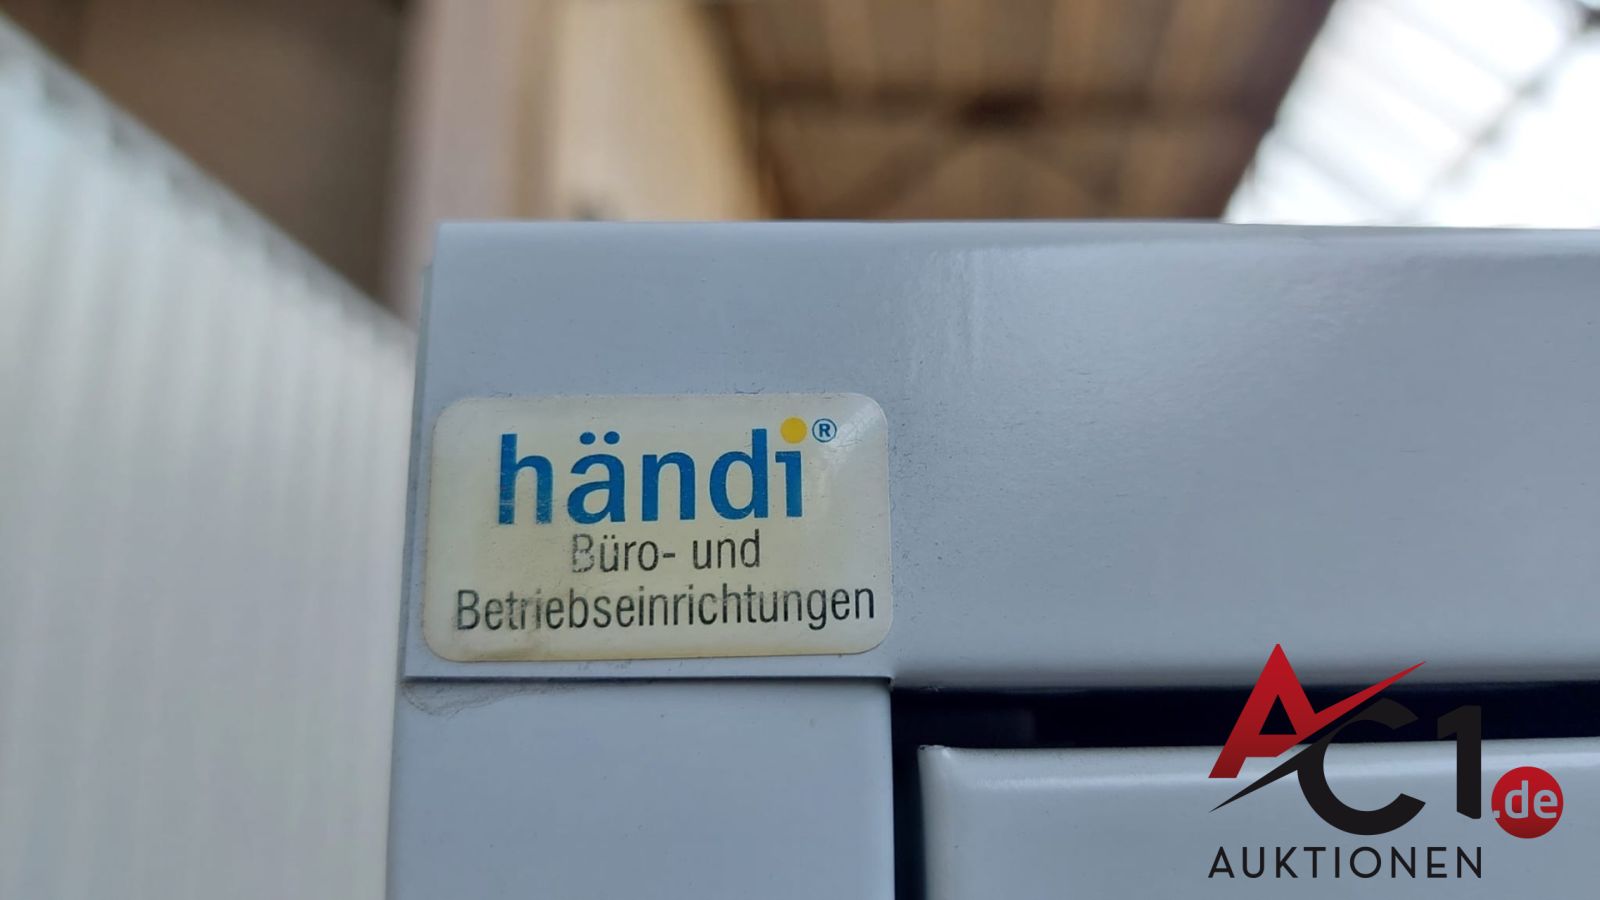 händi®
Büro- und
Betriebseinrichtungen
AC1.de
AUKTIONEN